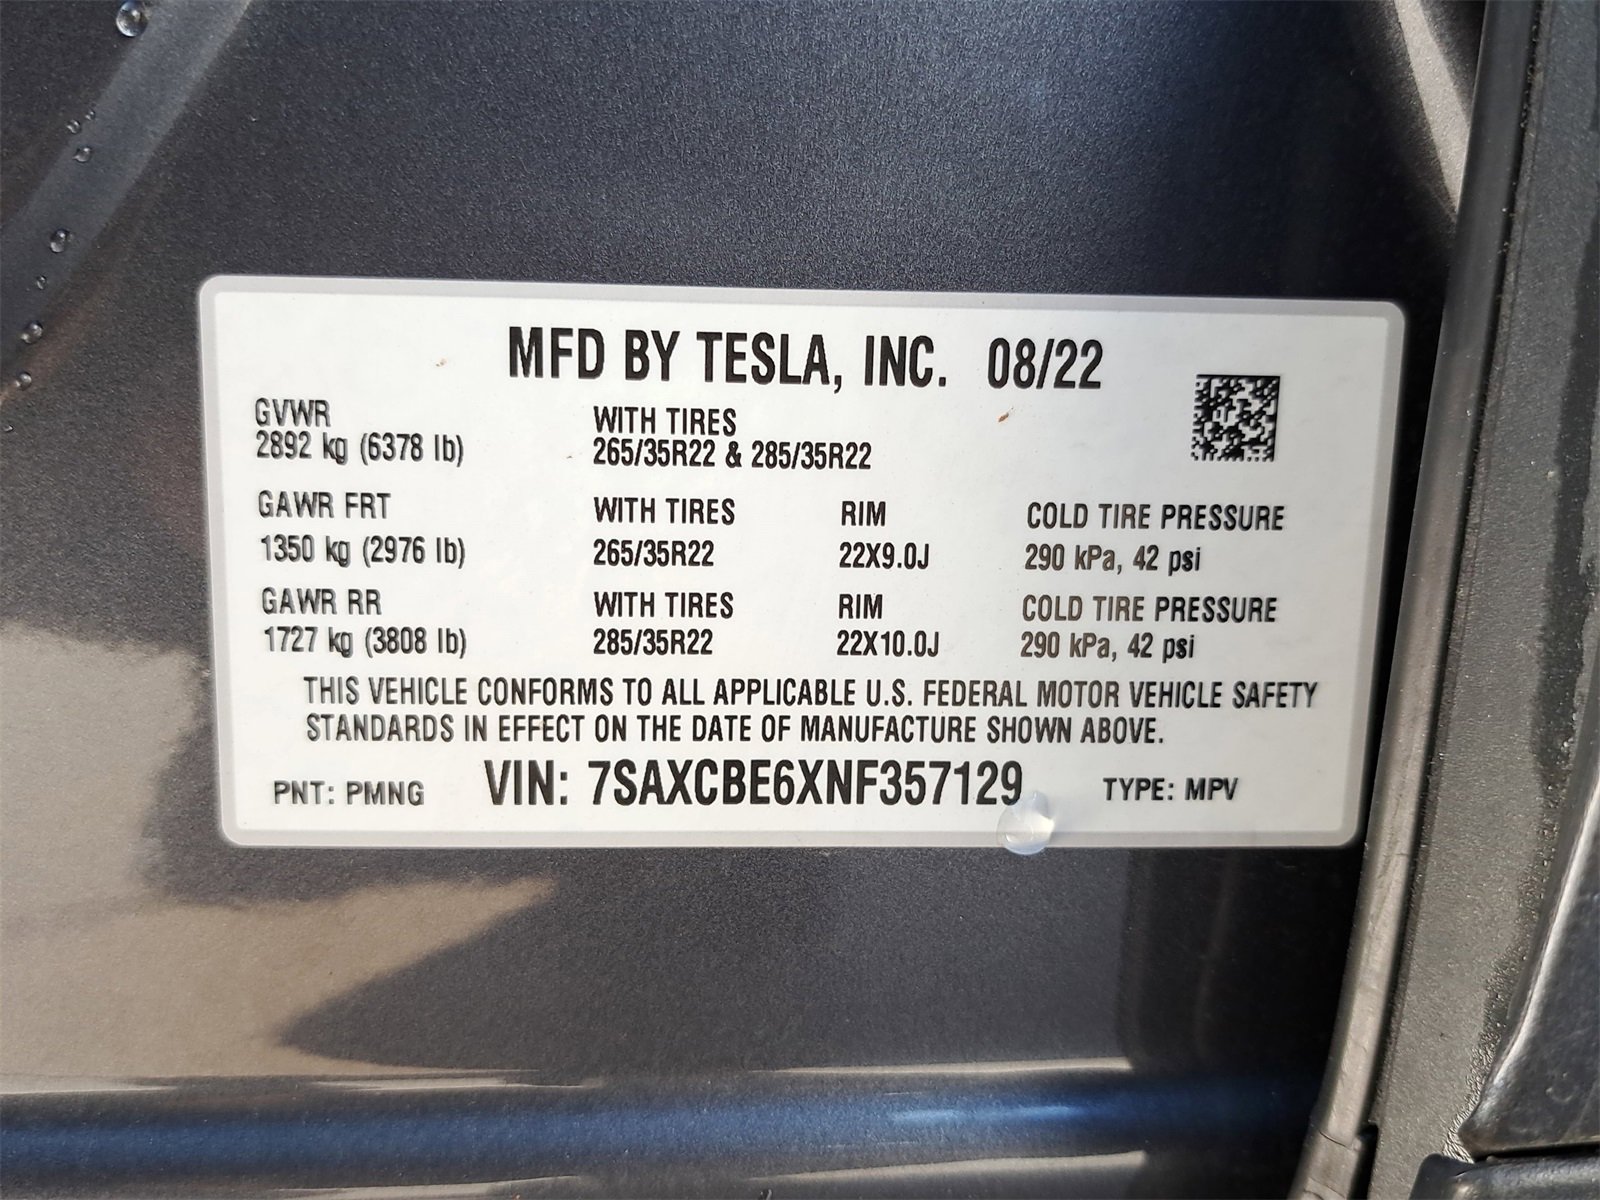 MFD BY TESLA, INC. 08/22
GVWR WITH TIRES
2892 kg (6378 lb) 265/35R22 & 285/35R22
GAWR FRT WITH TIRES RIM COLD TIRE PRESSURE
1350 kg (2976 lb) 265/35R22 22X9.0J 290 kPa, 42 psi
GAWR RR WITH TIRES RIM COLD TIRE PRESSURE
1727 kg (3808 lb) 285/35R22 22X10.0J 290 kPa, 42 psi
THIS VEHICLE CONFORMS TO ALL APPLICABLE U.S. FEDERAL MOTOR VEHICLE SAFETY
STANDARDS IN EFFECT ON THE DATE OF MANUFACTURE SHOWN ABOVE.
PNT: PMNG VIN: 7SAXCBE6XNF357129 TYPE: MPV